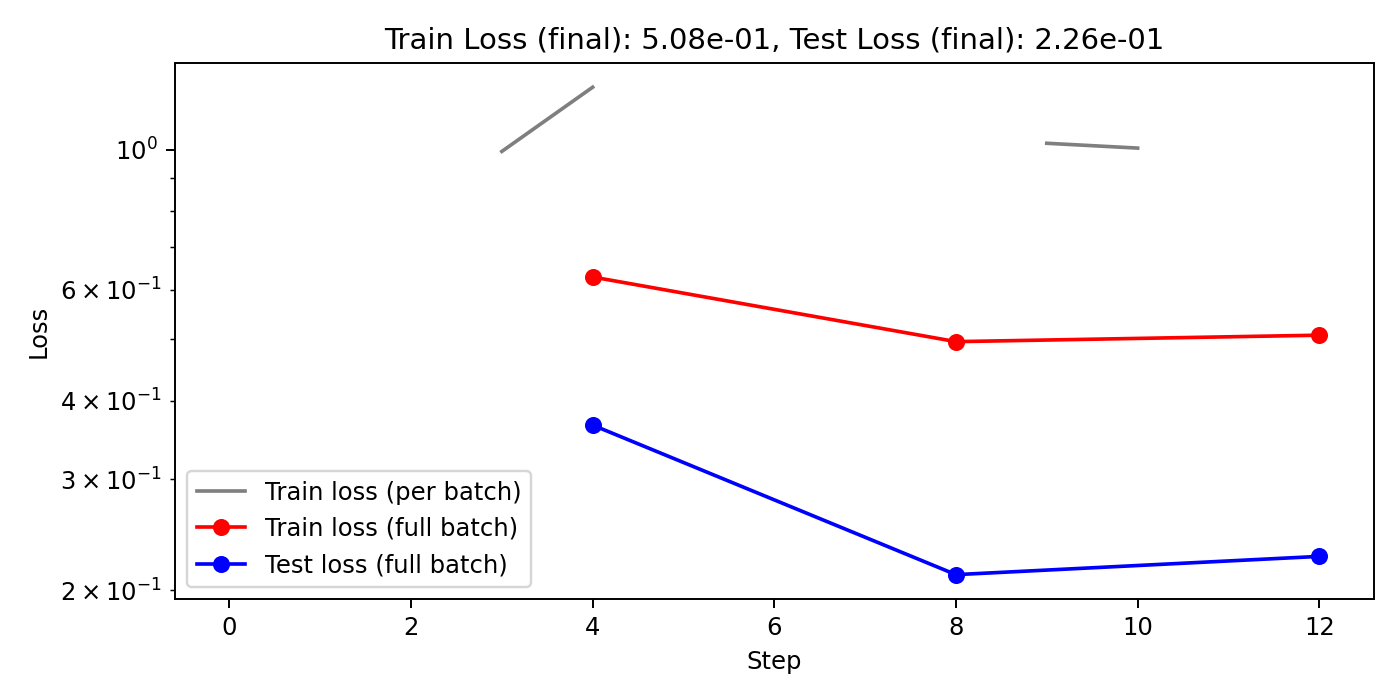 Train Loss (final): 5.08e-01, Test Loss (final): 2.26e-01
Loss
10⁰
6 × 10⁻¹
4 × 10⁻¹
3 × 10⁻¹
2 × 10⁻¹
Train loss (per batch)
Train loss (full batch)
Test loss (full batch)
0 2 4 6 8 10 12
Step